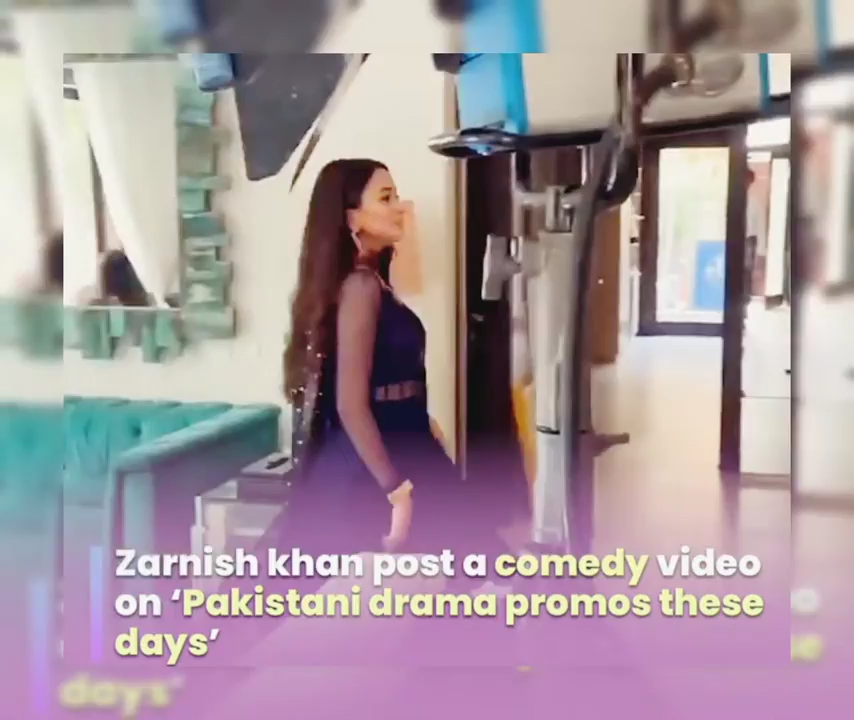 Zarnish khan post a comedy video
on ‘Pakistani drama promos these
days’